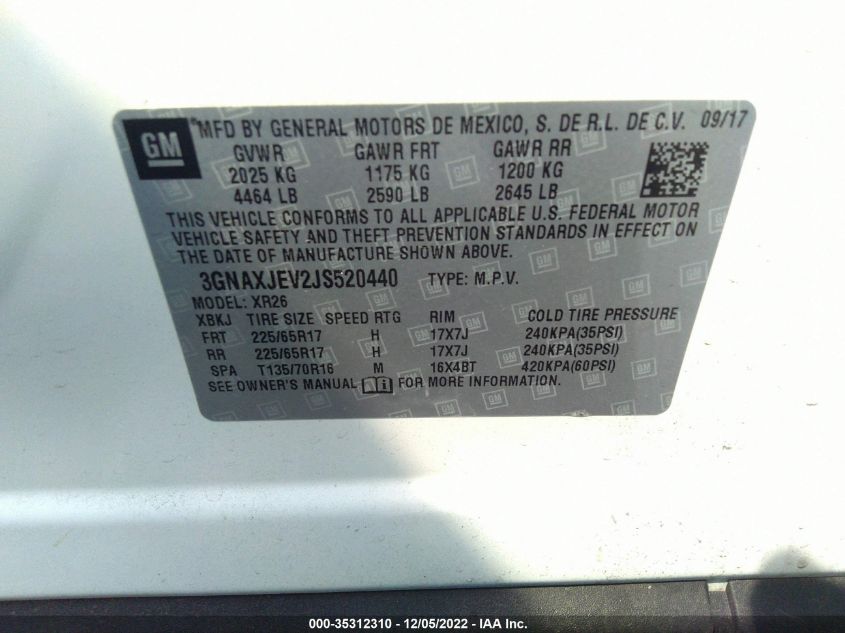 GM *MFD BY GENERAL MOTORS DE MEXICO, S. DE R.L. DE C.V. 09/17
GVWR GAWR FRT GAWR RR
2025 KG 1175 KG 1200 KG
4464 LB 2590 LB 2645 LB
THIS VEHICLE CONFORMS TO ALL APPLICABLE U.S. FEDERAL MOTOR
VEHICLE SAFETY AND THEFT PREVENTION STANDARDS IN EFFECT ON
THE DATE OF MANUFACTURE SHOWN ABOVE.
3GNAXJEV2JS520440 TYPE: M.P.V.
MODEL: XR26
XBKJ TIRE SIZE SPEED RTG RIM COLD TIRE PRESSURE
FRT 225/65R17 H 17X7J 240KPA(35PSI)
RR 225/65R17 H 17X7J 240KPA(35PSI)
SPA T135/70R16 M 16X4BT 420KPA(60PSI)
SEE OWNER'S MANUAL FOR MORE INFORMATION.
000-35312310 - 12/05/2022 - IAA Inc.